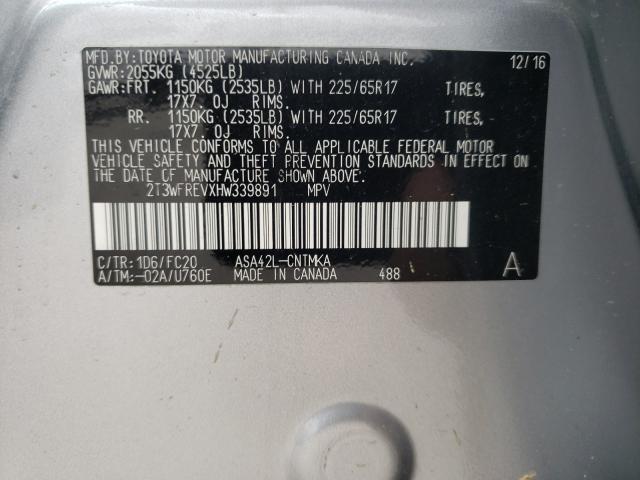 MFD.BY:TOYOTA MOTOR MANUFACTURING CANADA INC. 12/16
GVWR:2055KG (4525LB)
GAWR:FRT. 1150KG (2535LB) WITH 225/65R17 TIRES,
17X7.0J RIMS.
RR. 1150KG (2535LB) WITH 225/65R17 TIRES,
17X7.0J RIMS.
THIS VEHICLE CONFORMS TO ALL APPLICABLE FEDERAL MOTOR
VEHICLE SAFETY AND THEFT PREVENTION STANDARDS IN EFFECT ON
THE DATE OF MANUFACTURE SHOWN ABOVE.
2T3WFREVXHW339891 MPV
C/TR:1D6/FC20 ASA42L-CNTMKA
A/TM:-02A/U760E MADE IN CANADA 488 A